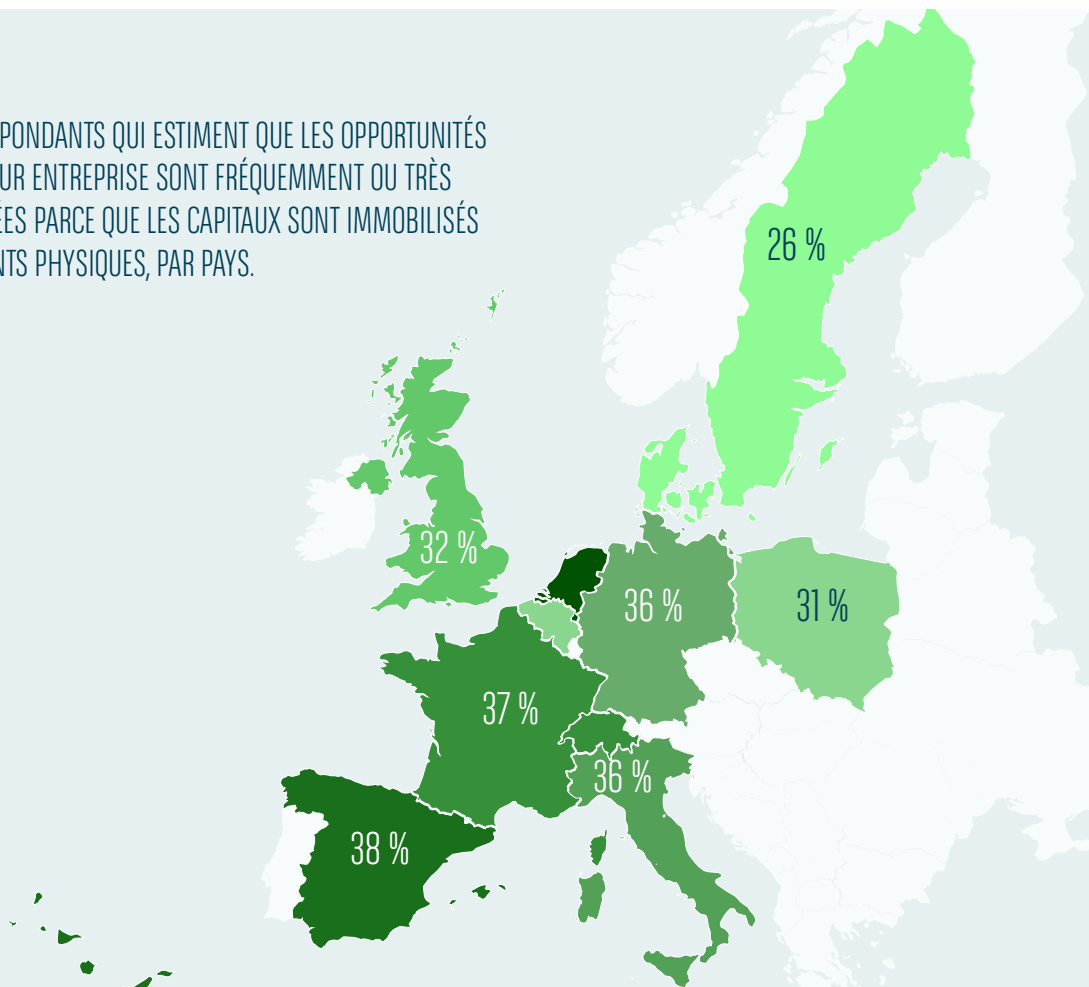 PONDANTS QUI ESTIMENT QUE LES OPPORTUNITÉS
UR ENTREPRISE SONT FRÉQUEMMENT OU TRÈS
ÉES PARCE QUE LES CAPITAUX SONT IMMOBILISÉS
NTS PHYSIQUES, PAR PAYS.
26 %
32 %
36 %
31 %
37 %
36 %
38 %